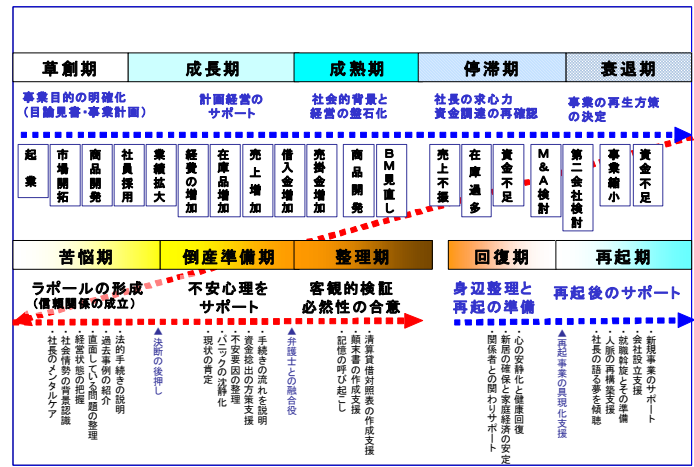 草創期
成長期
成熟期
停滞期
衰退期
事業目的の明確化
(目論見書・事業計画)
計画経営の
サポート
社会的背景と
経営の盤石化
社長の求心力
資金調達の再確認
事業の再生方策
の決定
起業
市場開拓
商品開発
社員採用
業績拡大
経費の増加
在庫品増加
売上増加
借入金増加
売掛金増加
商品開発
BM見直し
売上不振
在庫過多
資金不足
M&A検討
第二会社検討
事業縮小
資金不足
苦悩期
倒産準備期
整理期
回復期
再起期
ラポールの形成
(信頼関係の成立)
不安心理を
サポート
客観的検証
必然性の合意
身辺整理と
再起の準備
再起後のサポート
・法的手続きの説明
・過去事例の紹介
・直面している問題の整理
・経営状態の把握
・社会情勢の背景認識
・社長のメンタルケア
▲決断の後押し
・手続きの流れを説明
・資金捻出の方策支援
・不安要因の整理
・パニックの沈静化
・現状の肯定
▲弁護士との融合役
・清算貸借対照表の作成支援
・顛末書の作成支援
・記憶の呼び起こし
・心の安静化と健康回復
・新居の確保と家庭経済の安定
・関係者との関わりサポート
▲再起事業の具現化支援
・新規事業のサポート
・会社設立支援
・就職斡旋とその準備
・人脈の再構築支援
・社長の語る夢を傾聴